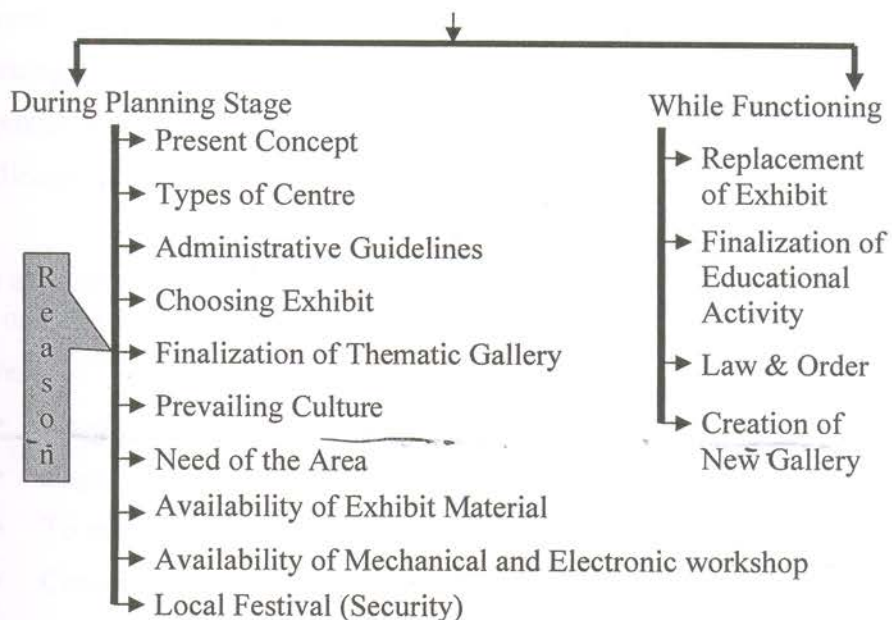 During Planning Stage
Present Concept
Types of Centre
Administrative Guidelines
Choosing Exhibit
Finalization of Thematic Gallery
Prevailing Culture
Need of the Area
Availability of Exhibit Material
Availability of Mechanical and Electronic workshop
Local Festival (Security)
Reason
While Functioning
Replacement
of Exhibit
Finalization of
Educational
Activity
Law & Order
Creation of
New Gallery